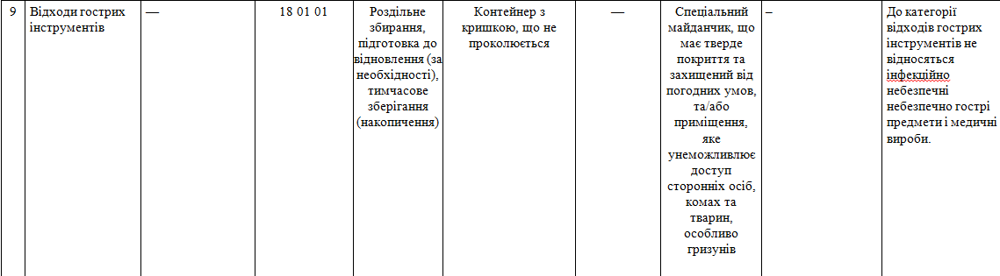 9
Відходи гострих
інструментів
—
18 01 01
Роздільне
збирання,
підготовка до
відновлення (за
необхідності),
тимчасове
зберігання
(накопичення)
Контейнер з
кришкою, що не
проколюється
—
Спеціальний
майданчик, що
має тверде
покриття та
захищений від
погодних умов,
та/або
приміщення,
яке
унеможливлює
доступ
сторонніх осіб,
комах та
тварин,
особливо
гризунів
–
До категорії
відходів гострих
інструментів не
відносяться
інфекційно
небезпечні
небезпечно гострі
предмети і медичні
вироби.